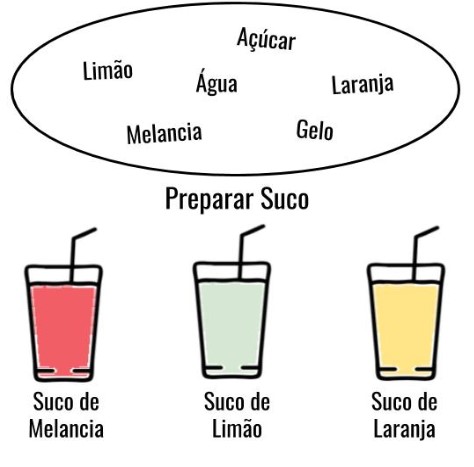 Açúcar
Limão
Água
Laranja
Melancia
Gelo
Preparar Suco
Suco de
Melancia
Suco de
Limão
Suco de
Laranja